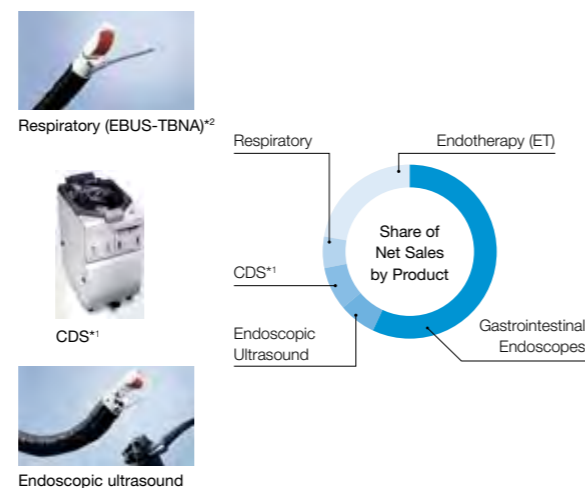 Respiratory (EBUS-TBNA)*2
CDS*1
Endoscopic ultrasound
Respiratory
Endotherapy (ET)
Share of
Net Sales
by Product
CDS*1
Endoscopic
Ultrasound
Gastrointestinal
Endoscopes